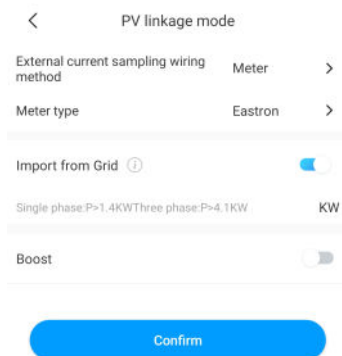 PV linkage mode
External current sampling wiring
method
Meter
Meter type
Eastron
Import from Grid
Single phase:P>1.4KWThree phase:P>4.1KW
KW
Boost
Confirm